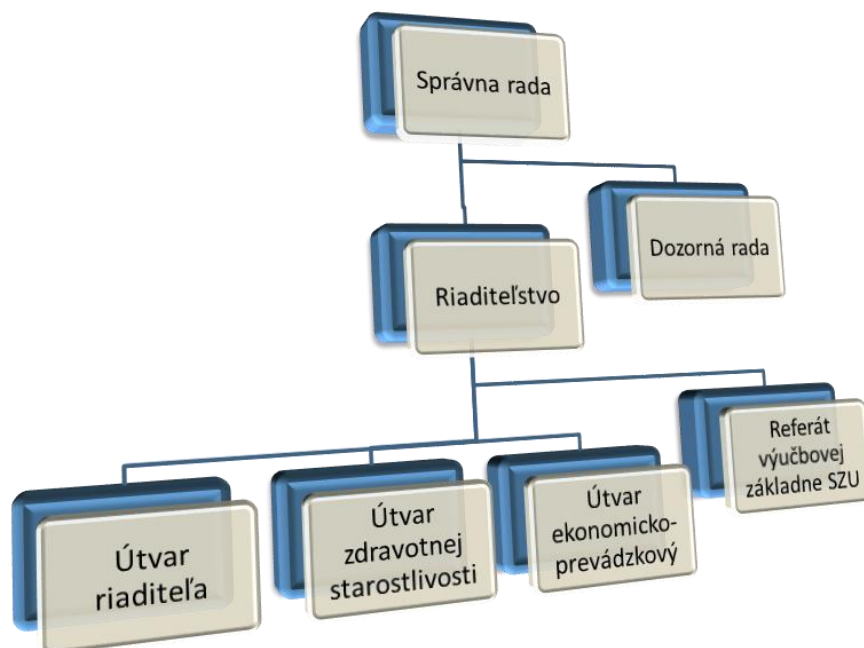 Správna rada
Dozorná rada
Riaditeľstvo
Referát
výučbovej
základne SZU
Útvar
riaditeľa
Útvar
zdravotnej
starostlivosti
Útvar
ekonomicko-
prevádzkový